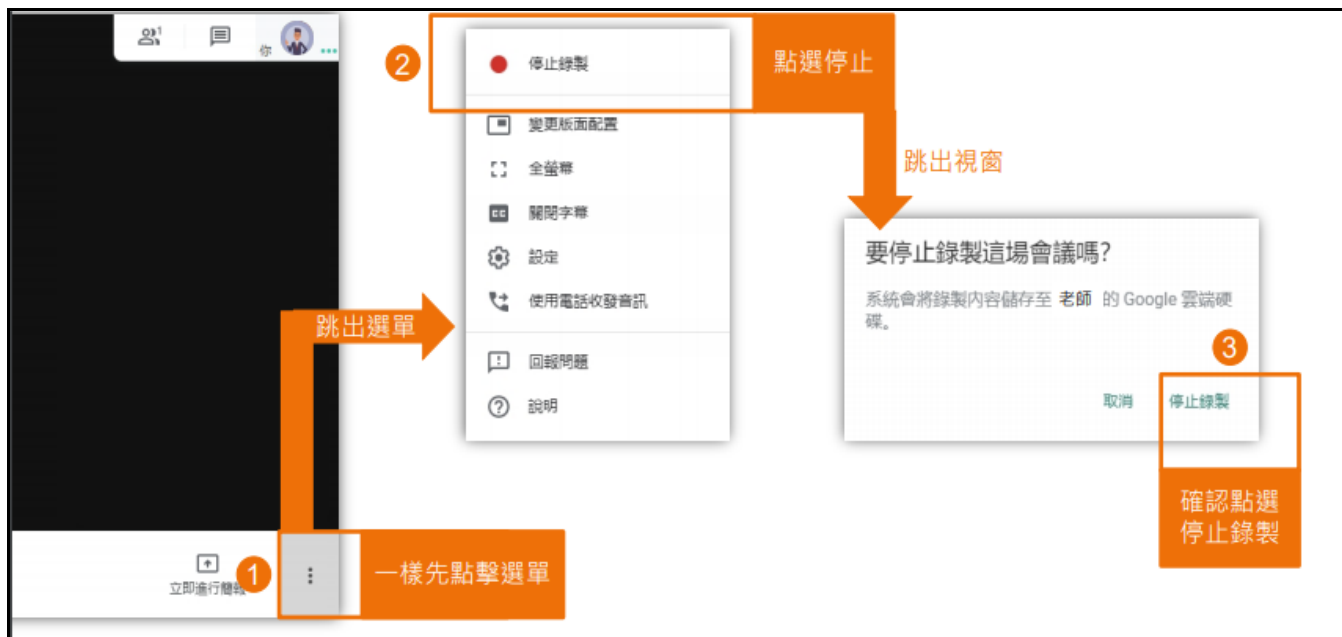 1
你
2
停止錄製
點選停止
變更版面配置
全螢幕
CC
關閉字幕
設定
使用電話收發音訊
回報問題
說明
跳出選單
跳出視窗
要停止錄製這場會議嗎?
系統會將錄製內容儲存至 老師 的 Google 雲端硬
碟。
3
取消
停止錄製
確認點選
停止錄製
立即進行簡報
1
一樣先點擊選單